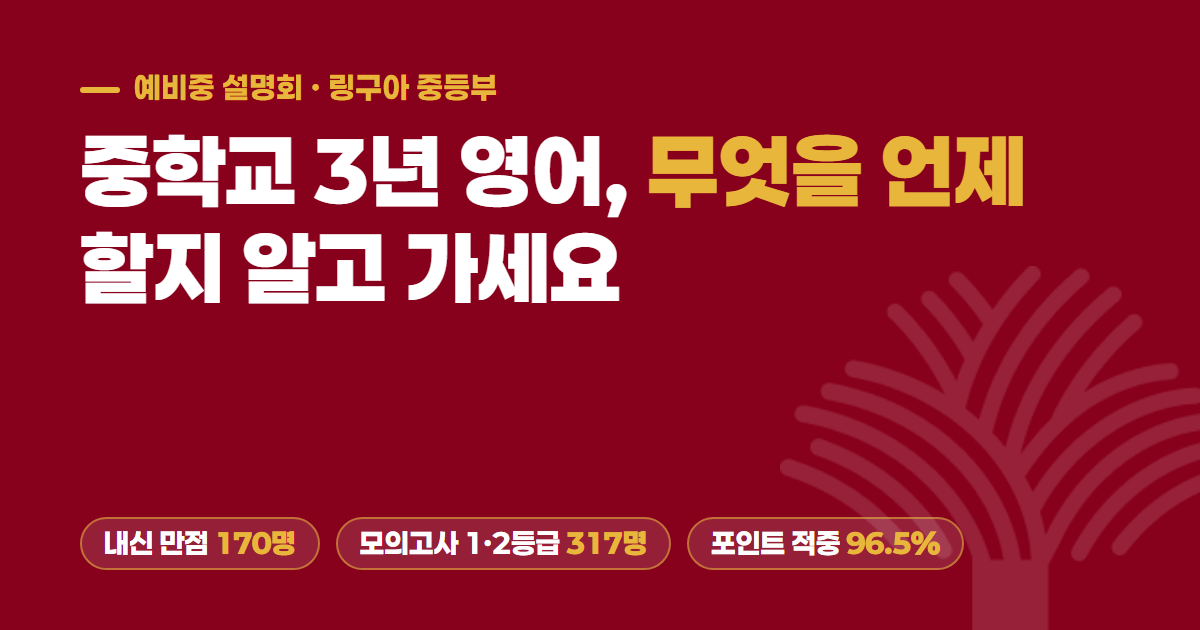 예비중 설명회 · 링구아 중등부
중학교 3년 영어, 무엇을 언제
할지 알고 가세요
내신 만점 170명
모의고사 1·2등급 317명
포인트 적중 96.5%